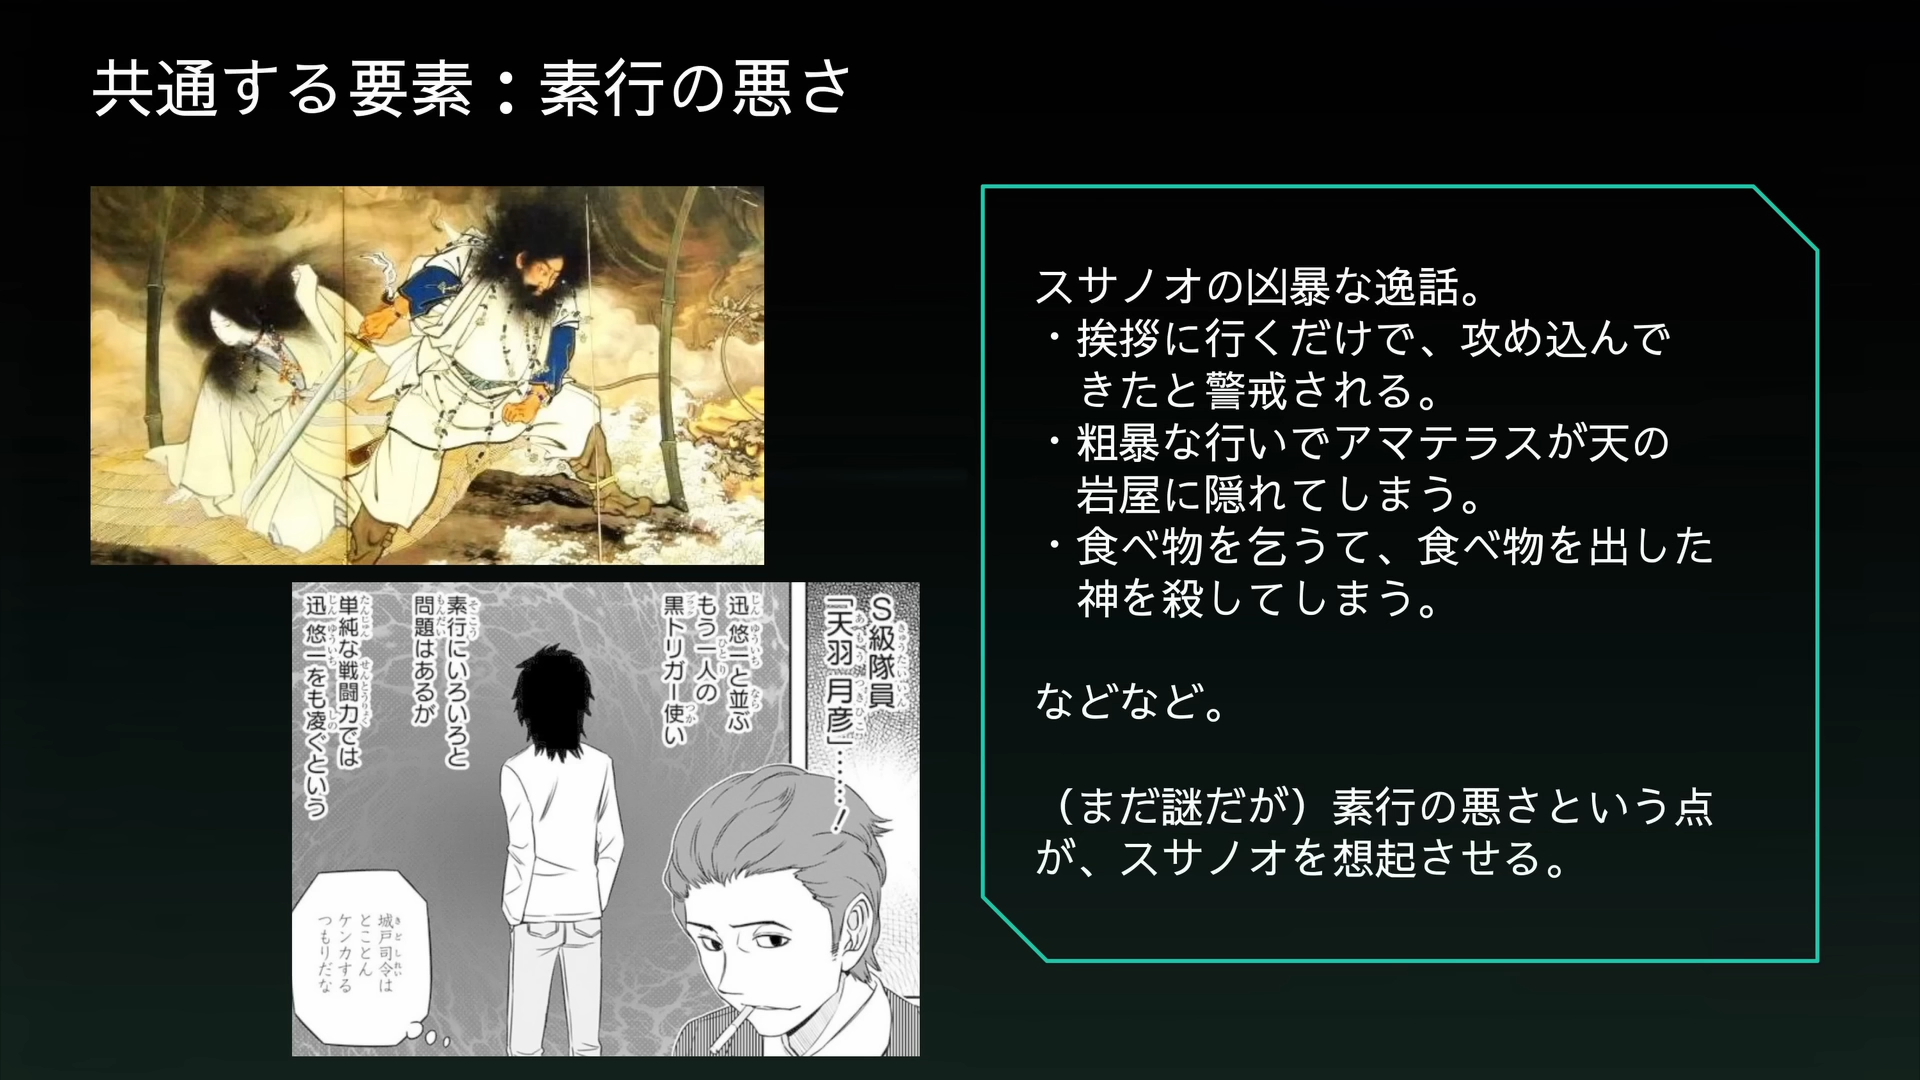 共通する要素：素行の悪さ
スサノオの凶暴な逸話。
・挨拶に行くだけで、攻め込んで
きたと警戒される。
・粗暴な行いでアマテラスが天の
岩屋に隠れてしまう。
・食べ物を乞うて、食べ物を出した
神を殺してしまう。
などなど。
（まだ謎だが）素行の悪さという点
が、スサノオを想起させる。
S級隊員
「天羽 月彦」……！
迅 悠一と並ぶ
もう一人の
黒トリガー使い
素行にいろいろと
問題はあるが
単純な戦闘力では
迅 悠一をも凌ぐという
城戸司令は
とことん
ケンカする
つもりだな